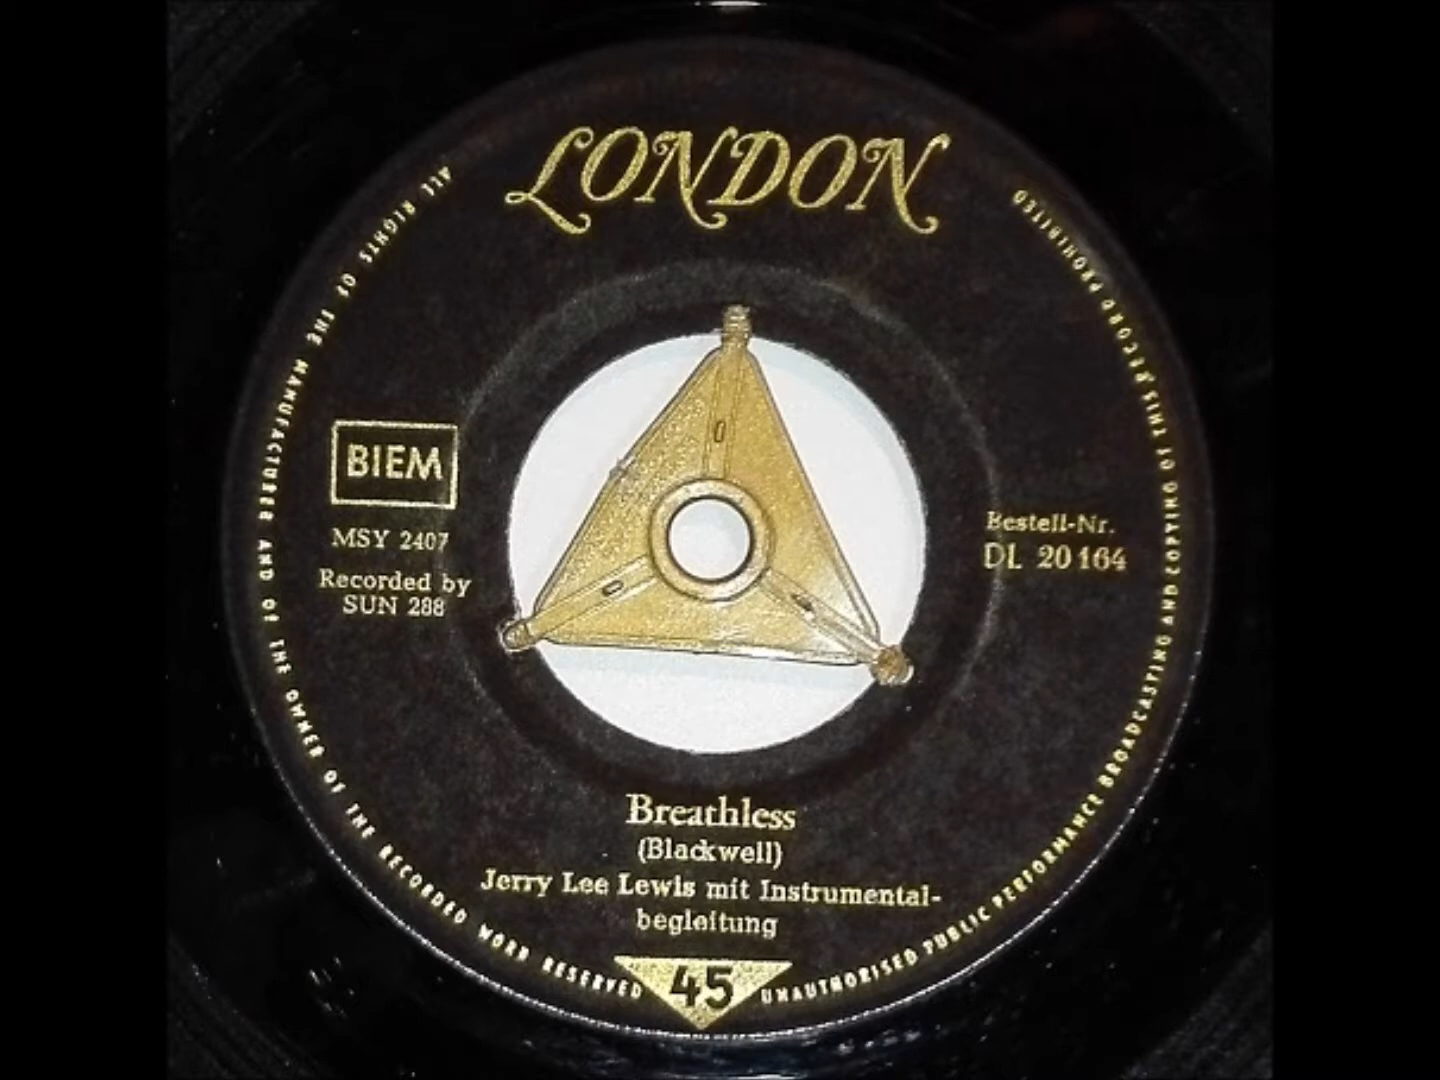 LONDON
BIEM
MSY 2407
Recorded by
SUN 288
Bestell-Nr.
DL 20 164
Breathless
(Blackwell)
Jerry Lee Lewis mit Instrumental-
begleitung
45
ALL RIGHTS OF THE MANUFACTURER AND OF THE OWNER OF THE RECORDED WORK RESERVED
UNAUTHORISED PUBLIC PERFORMANCE BROADCASTING AND COPYING OF THIS RECORD PROHIBITED